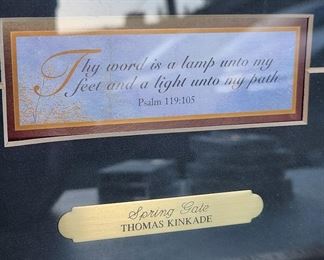 Thy word is a lamp unto my
feet and a light unto my path
Psalm 119:105
Spring Gate
THOMAS KINKADE